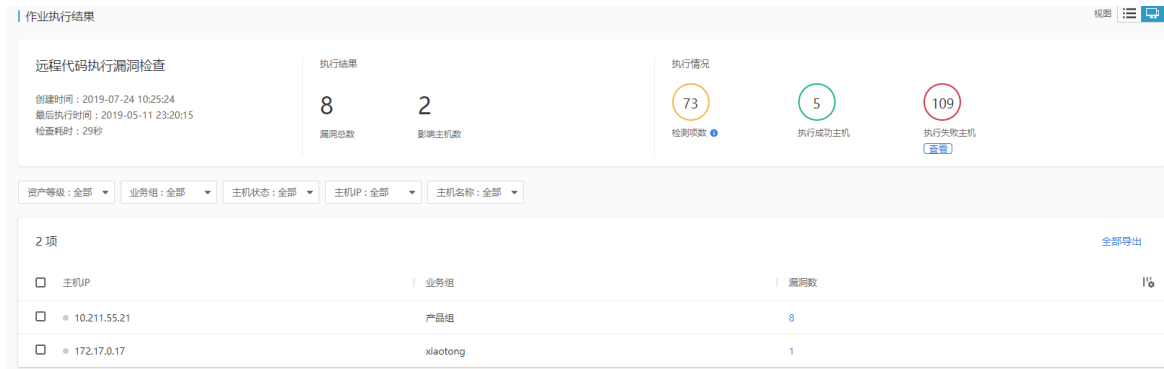 作业执行结果
视图
远程代码执行漏洞检查
创建时间：2019-07-24 10:25:24
最后执行时间：2019-05-11 23:20:15
检查耗时：29秒
执行结果
8
2
漏洞总数
影响主机数
执行情况
73
5
109
检测项数
执行成功主机
执行失败主机
查看
资产等级：全部
业务组：全部
主机状态：全部
主机IP：全部
主机名称：全部
2 项
全部导出
主机IP
业务组
漏洞数
10.211.55.21
产品组
8
172.17.0.17
xiaotong
1